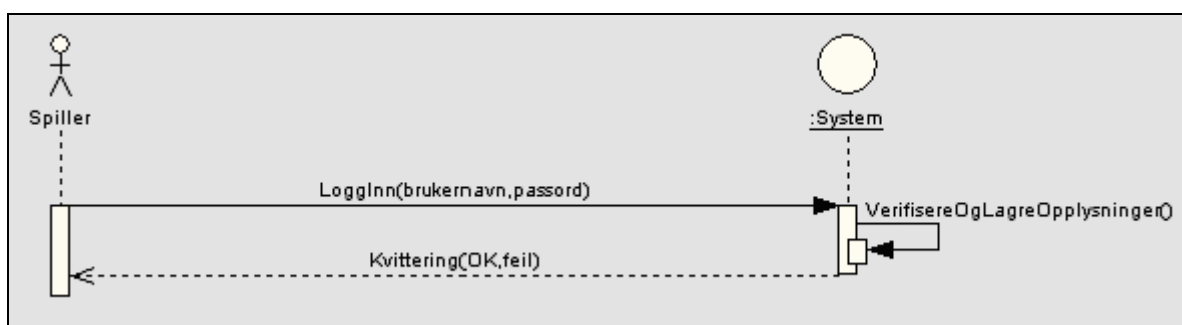 Spiller
:System
LoggInn(brukernavn,passord)
VerifisereOgLagreOpplysninger()
Kvittering(OK,feil)